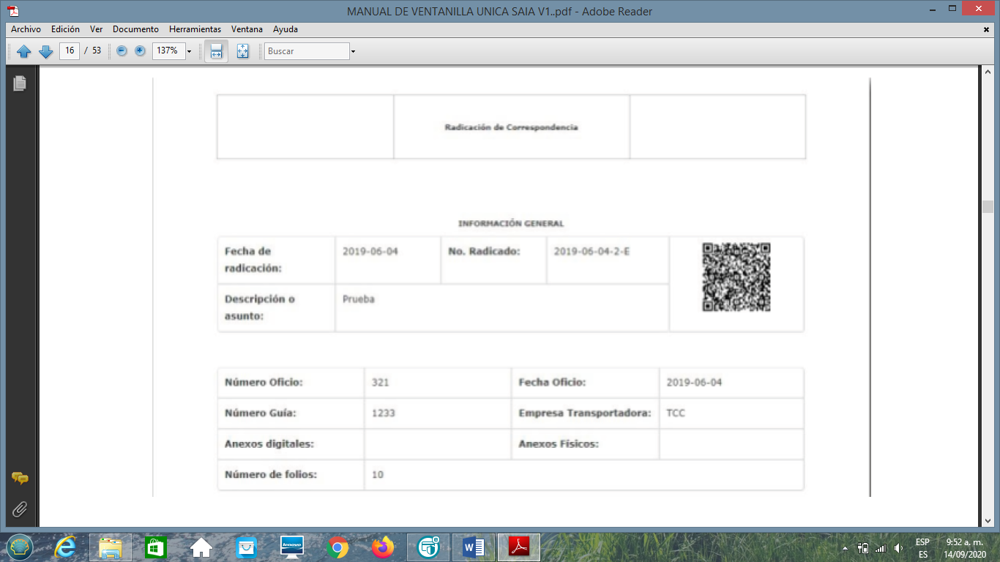 MANUAL DE VENTANILLA UNICA SAIA V1..pdf - Adobe Reader
Archivo Edición Ver Documento Herramientas Ventana Ayuda
16 / 53 137% Buscar
Radicación de Correspondencia
INFORMACIÓN GENERAL
Fecha de radicación: 2019-06-04 No. Radicado: 2019-06-04-2-E
Descripción o asunto: Prueba
Número Oficio: 321 Fecha Oficio: 2019-06-04
Número Guía: 1233 Empresa Transportadora: TCC
Anexos digitales: Anexos Físicos:
Número de folios: 10
lenovo
ESP 9:52 a. m.
ES 14/09/2020